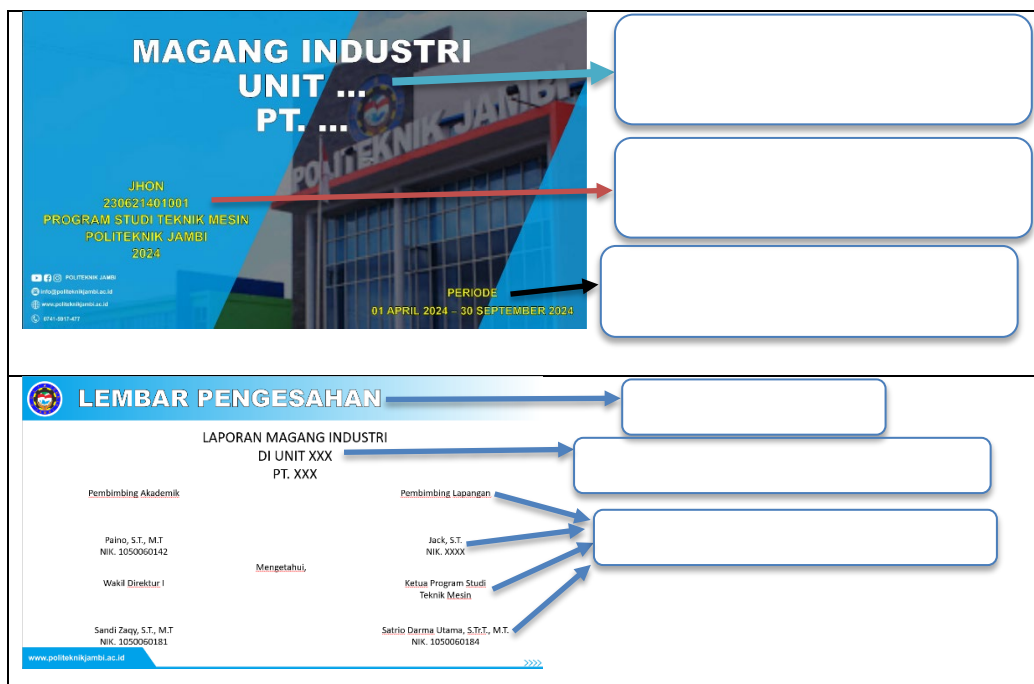 MAGANG INDUSTRI
UNIT ...
PT. ...
POLITEKNIK JAMBI
JHON
230621401001
PROGRAM STUDI TEKNIK MESIN
POLITEKNIK JAMBI
2024
POLITEKNIK JAMBI
info@politeknikjambi.ac.id
www.politeknikjambi.ac.id
0741-5917-477
PERIODE
01 APRIL 2024 – 30 SEPTEMBER 2024
LEMBAR PENGESAHAN
LAPORAN MAGANG INDUSTRI
DI UNIT XXX
PT. XXX
Pembimbing Akademik
Pembimbing Lapangan
Paino, S.T., M.T
NIK. 1050060142
Jack, S.T.
NIK. XXXX
Mengetahui,
Wakil Direktur I
Ketua Program Studi
Teknik Mesin
Sandi Zaqy, S.T., M.T
NIK. 1050060181
Satrio Darma Utama, S.Tr.T., M.T.
NIK. 1050060184
www.politeknikjambi.ac.id